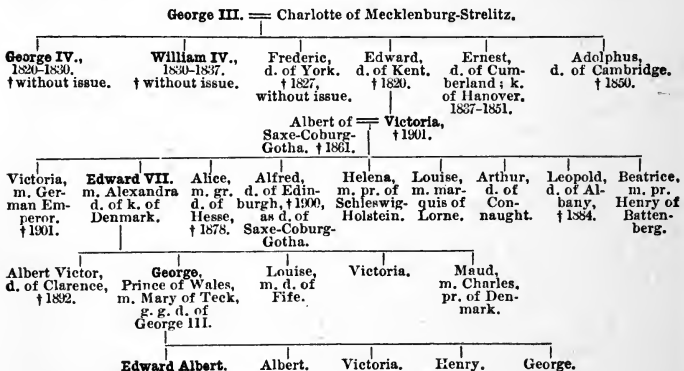 George III. == Charlotte of Mecklenburg-Strelitz.
George IV., 1820-1830. † without issue.
William IV., 1830-1837. † without issue.
Frederic, d. of York. † 1827, without issue.
Edward, d. of Kent. † 1820.
Ernest, d. of Cumberland; k. of Hanover. 1837-1851.
Adolphus, d. of Cambridge. † 1850.
Albert of Saxe-Coburg-Gotha. † 1861. == Victoria, † 1901.
Victoria, m. German Emperor. † 1901.
Edward VII. m. Alexandra d. of k. of Denmark.
Alice, m. gr. d. of Hesse, † 1878.
Alfred, d. of Edinburgh, † 1900, as d. of Saxe-Coburg-Gotha.
Helena, m. pr. of Schleswig-Holstein.
Louise, m. marquis of Lorne.
Arthur, d. of Connaught.
Leopold, d. of Albany, † 1884.
Beatrice, m. pr. Henry of Battenberg.
Albert Victor, d. of Clarence, † 1892.
George, Prince of Wales, m. Mary of Teck, g. g. d. of George III.
Louise, m. d. of Fife.
Victoria.
Maud, m. Charles, pr. of Denmark.
Edward Albert. Albert. Victoria. Henry. George.